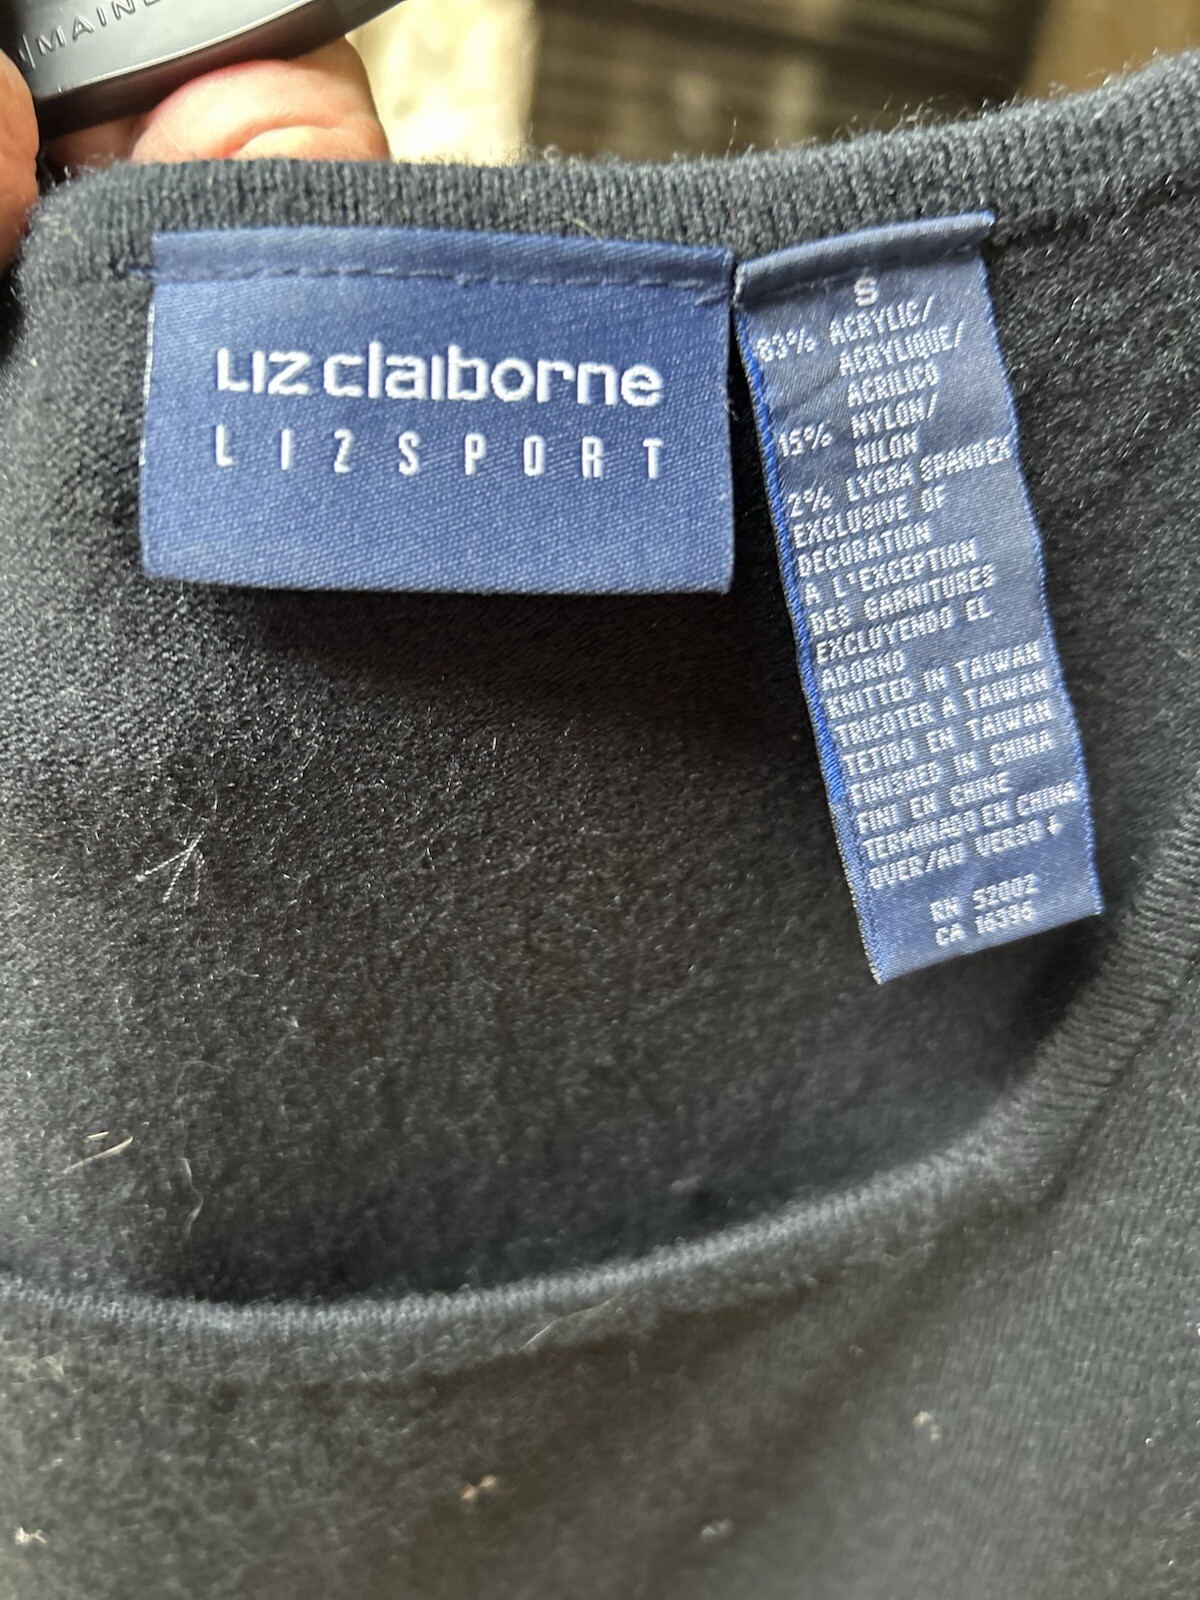 MAINE
LIZ claiborne
LIZSPORT
S
83% ACRYLIC/
ACRYLIQUE/
ACRILICO
15% NYLON/
NILON
2% LYCRA SPANDEX
EXCLUSIVE OF
DECORATION
A L'EXCEPTION
DES GARNITURES
EXCLUYENDO EL
ADORNO
KNITTED IN TAIWAN
TRICOTER A TAIWAN
TEJIDO EN TAIWAN
FINISHED IN CHINA
FINI EN CHINE
TERMINADO EN CHINA
OVER/AU VERSO
RN 52002
CA 16396